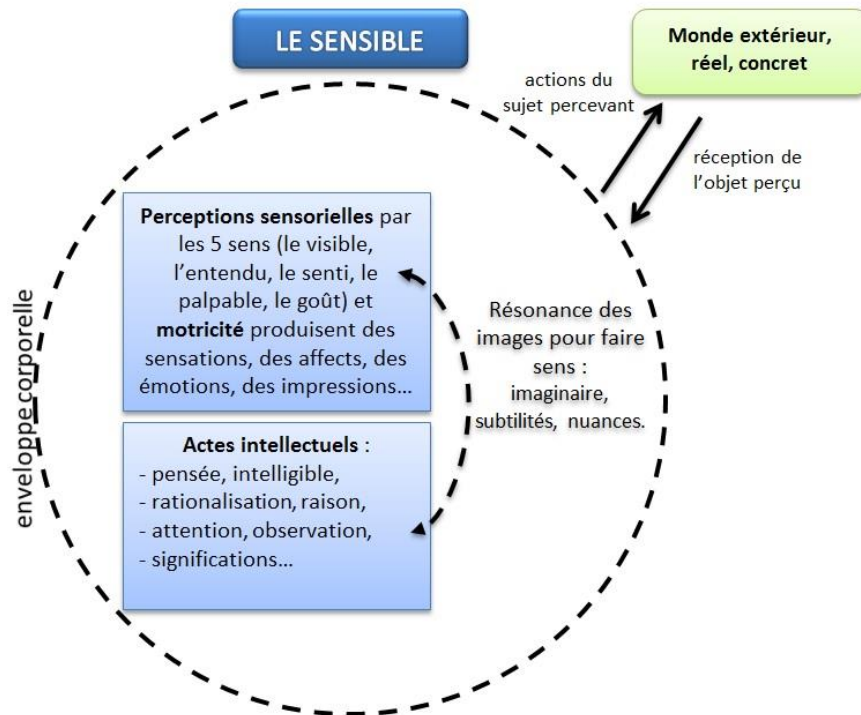 LE SENSIBLE
Monde extérieur,
réel, concret
actions du
sujet percevant
réception de
l'objet perçu
enveloppe corporelle
Perceptions sensorielles par
les 5 sens (le visible,
l'entendu, le senti, le
palpable, le goût) et
motricité produisent des
sensations, des affects, des
émotions, des impressions…
Résonance des
images pour faire
sens :
imaginaire,
subtilités, nuances.
Actes intellectuels :
- pensée, intelligible,
- rationalisation, raison,
- attention, observation,
- significations…